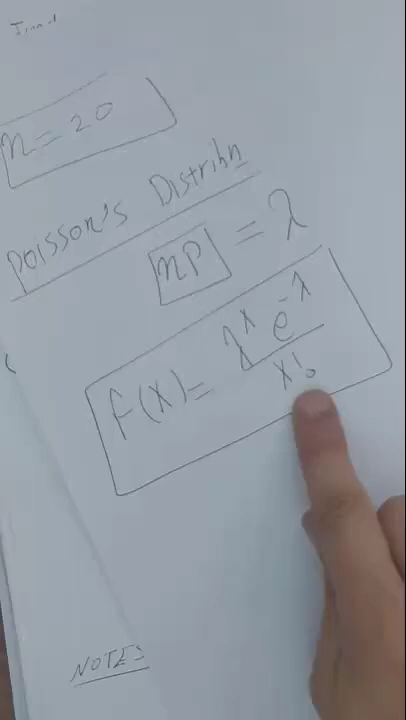 n = 20
Poisson's Distribn
np = λ
f(x) = λ^x e^-λ / x!
NOTES